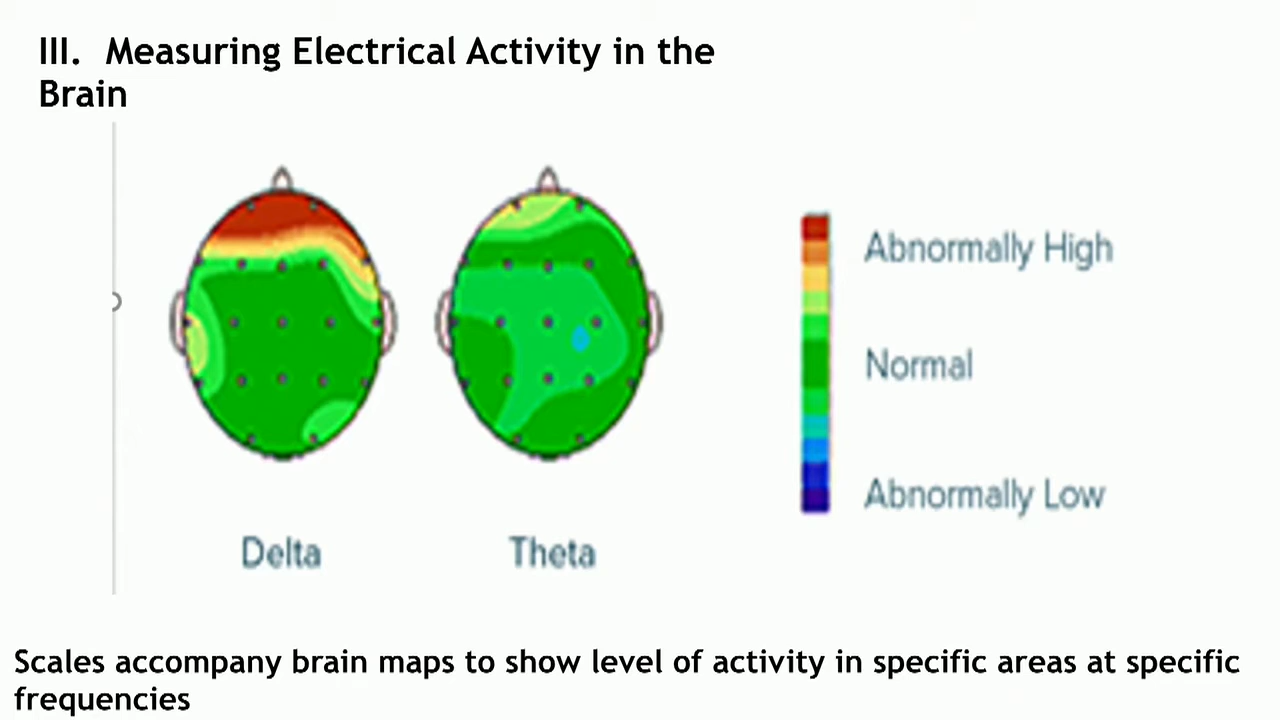 III. Measuring Electrical Activity in the
Brain
Abnormally High
Normal
Abnormally Low
Delta
Theta
Scales accompany brain maps to show level of activity in specific areas at specific
frequencies